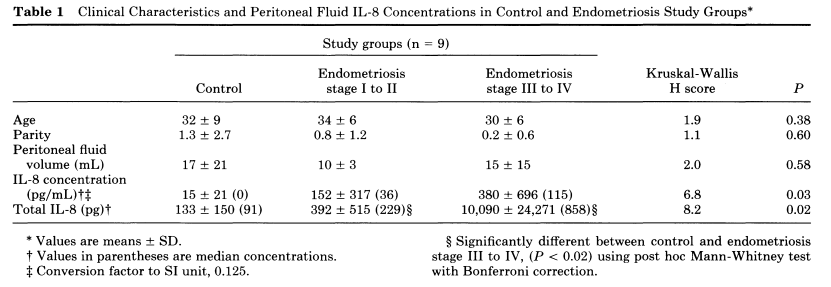 Table 1 Clinical Characteristics and Peritoneal Fluid IL-8 Concentrations in Control and Endometriosis Study Groups*
Study groups (n = 9)
Control Endometriosis stage I to II Endometriosis stage III to IV Kruskal-Wallis H score P
Age 32 ± 9 34 ± 6 30 ± 6 1.9 0.38
Parity 1.3 ± 2.7 0.8 ± 1.2 0.2 ± 0.6 1.1 0.60
Peritoneal fluid
volume (mL) 17 ± 21 10 ± 3 15 ± 15 2.0 0.58
IL-8 concentration
(pg/mL)†‡ 15 ± 21 (0) 152 ± 317 (36) 380 ± 696 (115) 6.8 0.03
Total IL-8 (pg)† 133 ± 150 (91) 392 ± 515 (229)§ 10,090 ± 24,271 (858)§ 8.2 0.02
* Values are means ± SD.
† Values in parentheses are median concentrations.
‡ Conversion factor to SI unit, 0.125.
§ Significantly different between control and endometriosis
stage III to IV, (P < 0.02) using post hoc Mann-Whitney test
with Bonferroni correction.